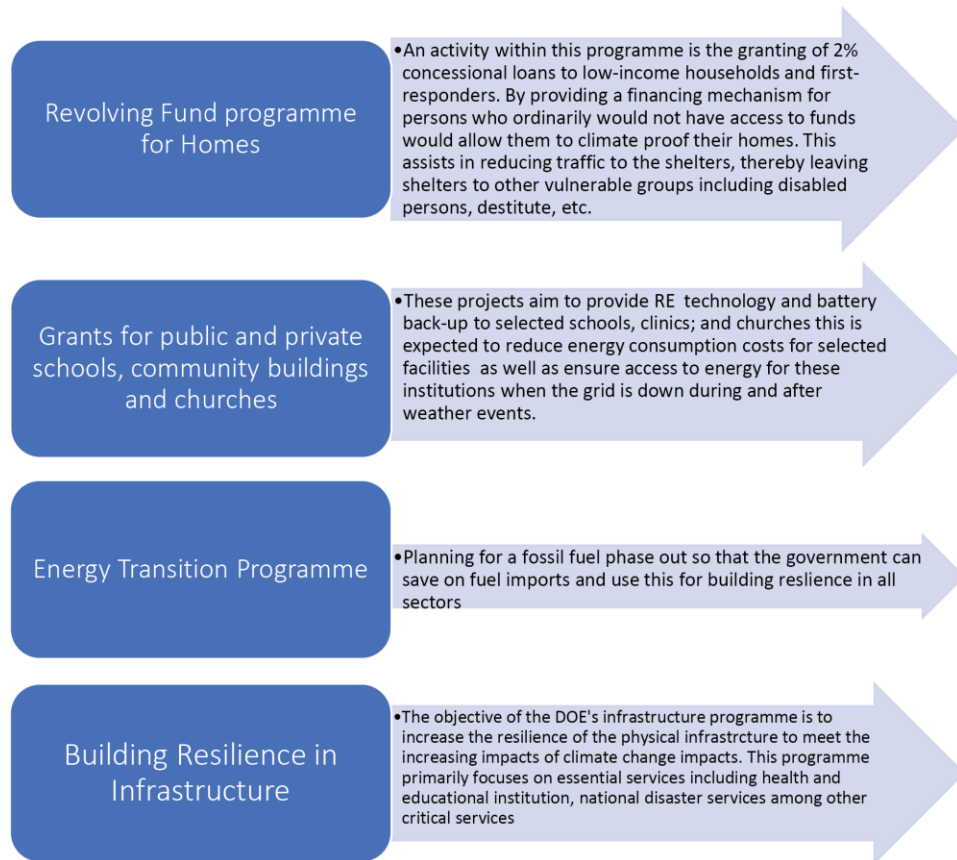 Revolving Fund programme
for Homes
•An activity within this programme is the granting of 2%
concessional loans to low-income households and first-
responders. By providing a financing mechanism for
persons who ordinarily would not have access to funds
would allow them to climate proof their homes. This
assists in reducing traffic to the shelters, thereby leaving
shelters to other vulnerable groups including disabled
persons, destitute, etc.
Grants for public and private
schools, community buildings
and churches
•These projects aim to provide RE  technology and battery
back-up to selected schools, clinics; and churches this is
expected to reduce energy consumption costs for selected
facilities  as well as ensure access to energy for these
institutions when the grid is down during and after
weather events.
Energy Transition Programme
•Planning for a fossil fuel phase out so that the government can
save on fuel imports and use this for building reslience in all
sectors
Building Resilience in
Infrastructure
•The objective of the DOE's infrastructure programme is to
increase the resilience of the physical infrastrcture to meet the
increasing impacts of climate change impacts. This programme
primarily focuses on essential services including health and
educational institution, national disaster services among other
critical services